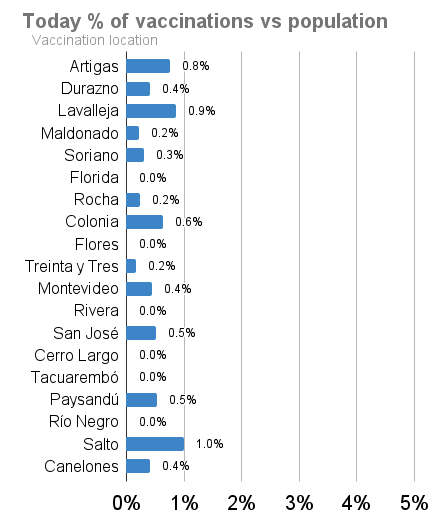 Today % of vaccinations vs population
Vaccination location
Artigas 0.8%
Durazno 0.4%
Lavalleja 0.9%
Maldonado 0.2%
Soriano 0.3%
Florida 0.0%
Rocha 0.2%
Colonia 0.6%
Flores 0.0%
Treinta y Tres 0.2%
Montevideo 0.4%
Rivera 0.0%
San José 0.5%
Cerro Largo 0.0%
Tacuarembó 0.0%
Paysandú 0.5%
Río Negro 0.0%
Salto 1.0%
Canelones 0.4%
0% 1% 2% 3% 4% 5%